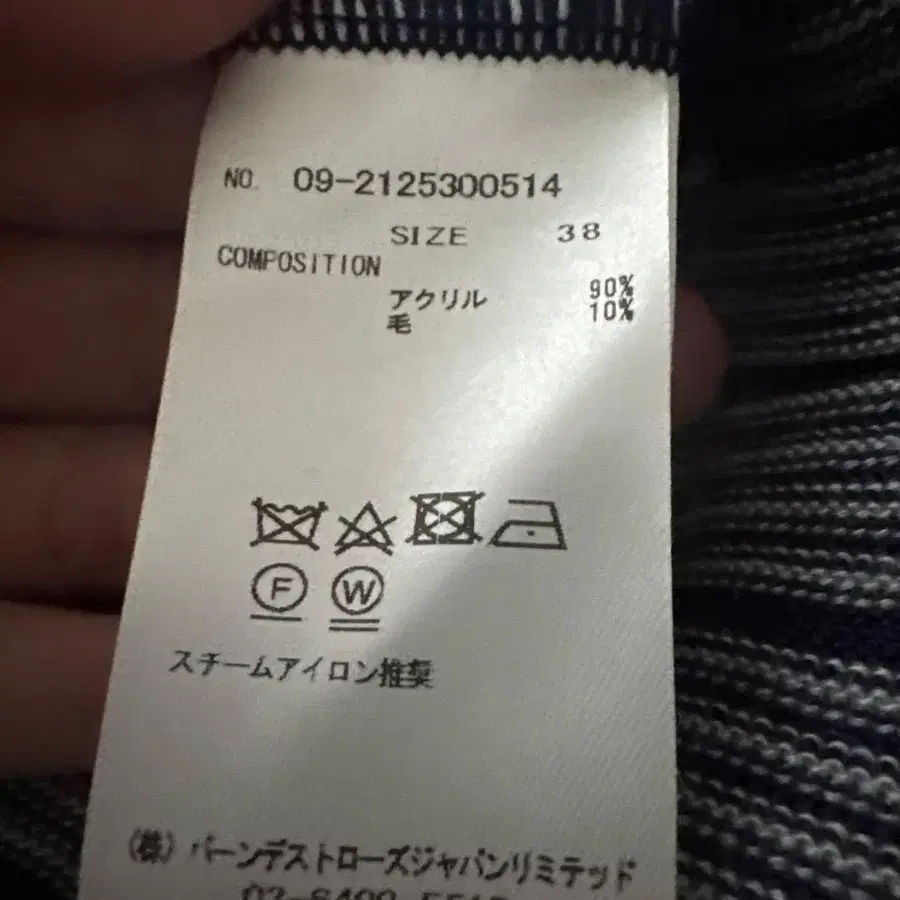 NO. 09-2125300514
SIZE 38
COMPOSITION
アクリル 90%
毛 10%
F W
スチームアイロン推奨
(株) バーンデストローズジャパンリミテッド